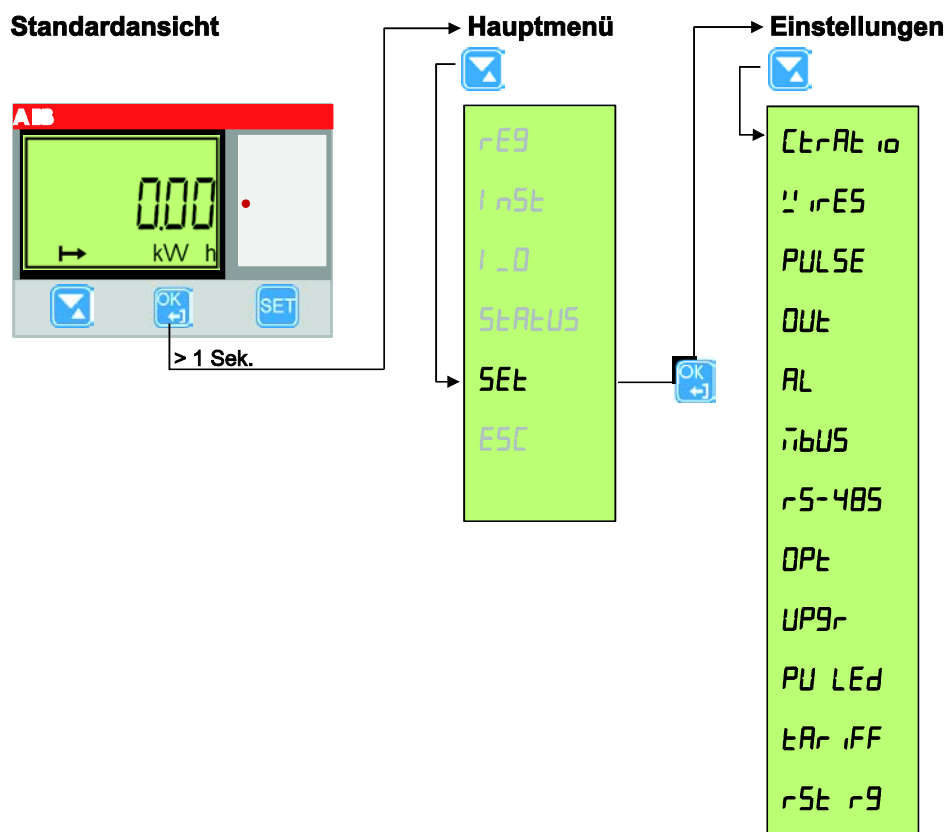 Standardansicht
Hauptmenü
Einstellungen
ABB
0.00
kW h
OK
SET
> 1 Sek.
rEg
InSt
I_O
StAtUS
SEt
ESC
OK
CtrAtio
WirES
PULSE
OUt
AL
mbUS
rS-485
OPt
UPgr
PU LEd
tAriFF
rSt rg